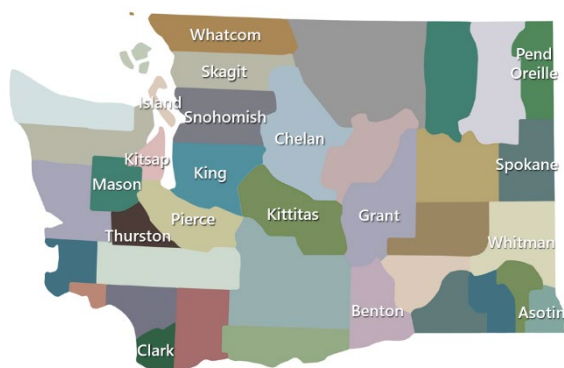 Whatcom
Skagit
Pend
Oreille
Island
Snohomish
Chelan
Kitsap
King
Spokane
Mason
Pierce
Kittitas
Grant
Thurston
Whitman
Benton
Asotin
Clark